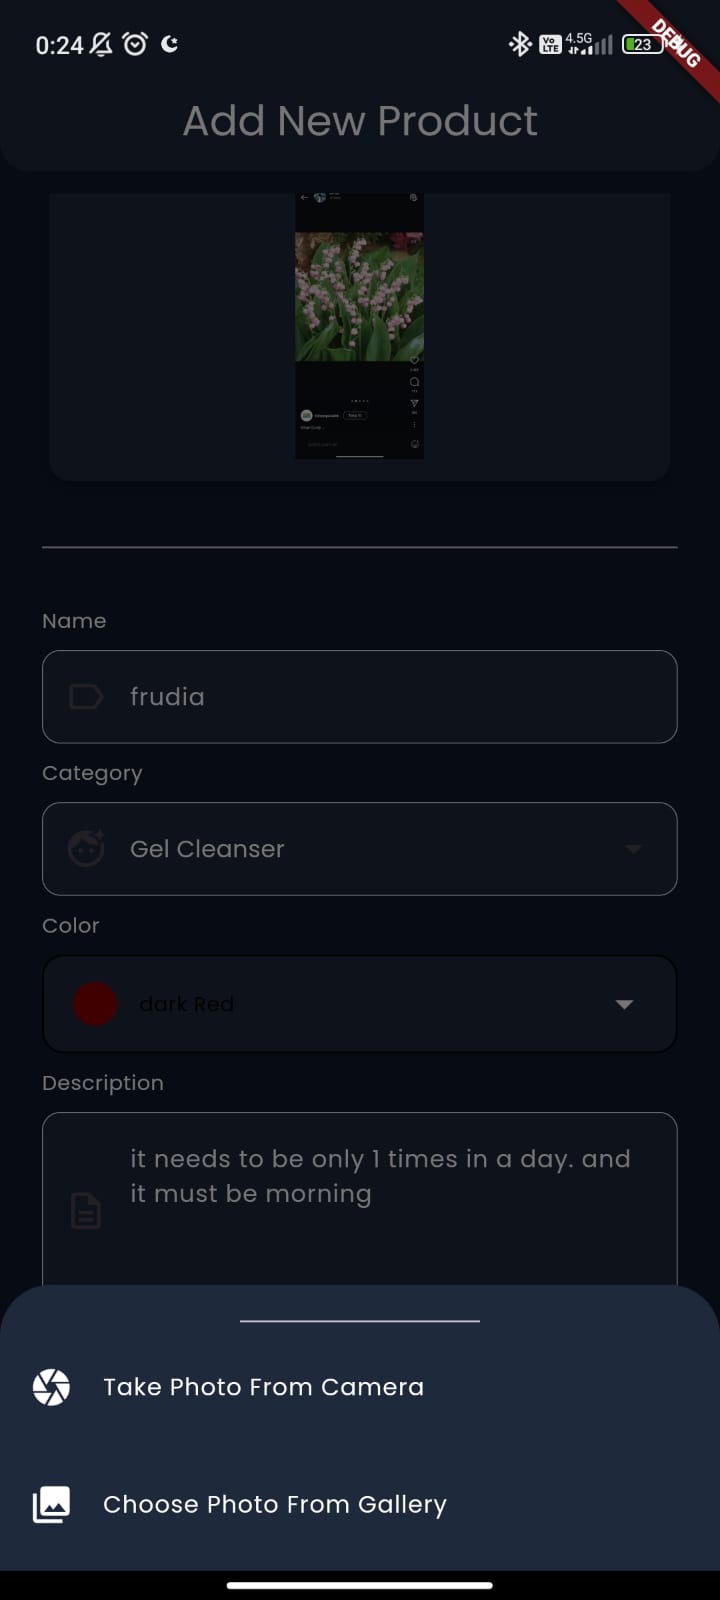 0:24
Vo LTE
4.5G
23
DEBUG
Add New Product
Name
frudia
Category
Gel Cleanser
Color
dark Red
Description
it needs to be only 1 times in a day. and
it must be morning
Take Photo From Camera
Choose Photo From Gallery